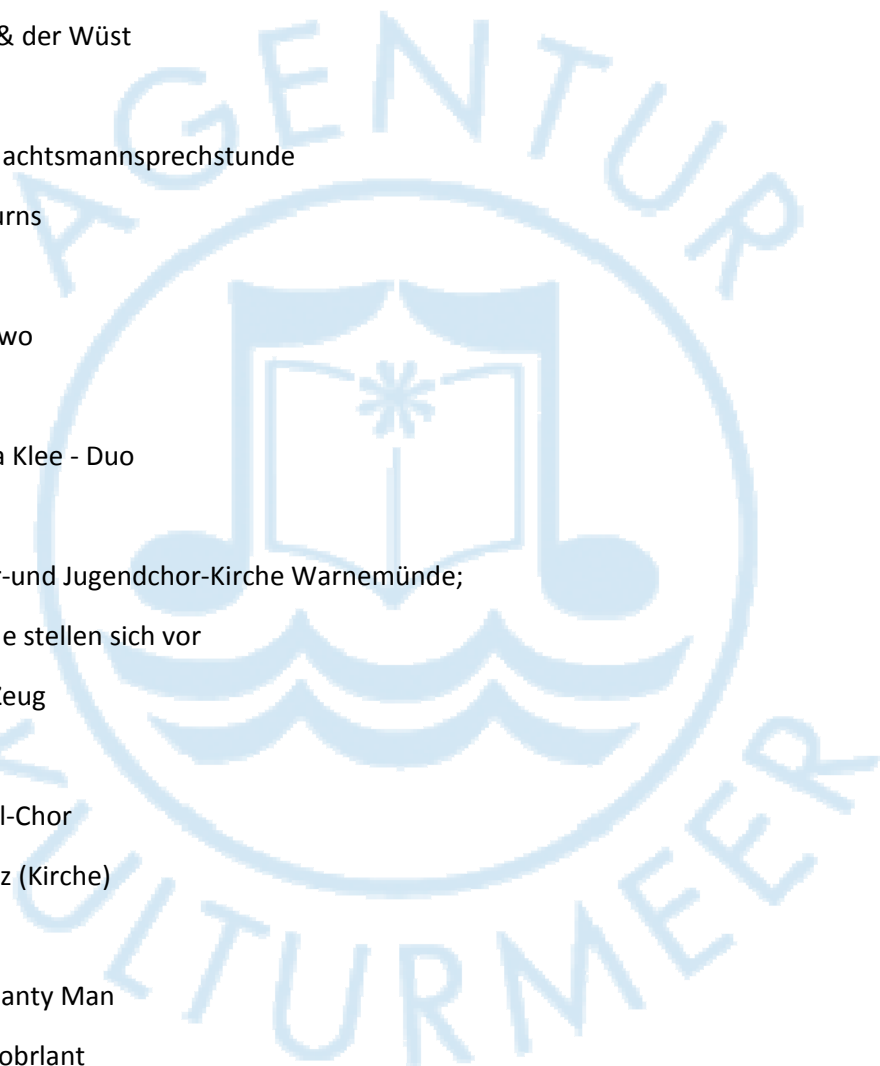 & der Wüst
achtsmannsprechstunde
urns
wo
a Klee - Duo
r-und Jugendchor-Kirche Warnemünde;
e stellen sich vor
Zeug
l-Chor
z (Kirche)
anty Man
obrlant
AGENTUR
KULTURMEER